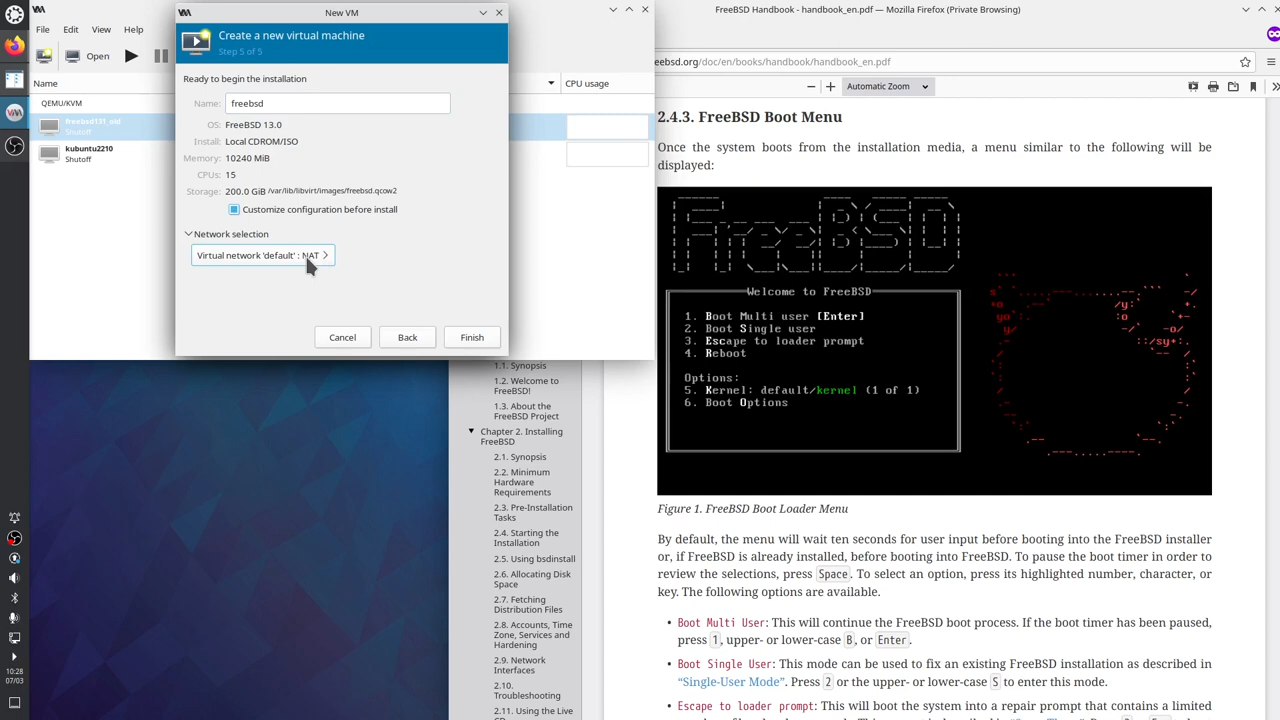 New VM
Create a new virtual machine
Step 5 of 5
Ready to begin the installation
Name: freebsd
OS: FreeBSD 13.0
Install: Local CDROM/ISO
Memory: 10240 MiB
CPUs: 15
Storage: 200.0 GiB /var/lib/libvirt/images/freebsd.qcow2
Customize configuration before install
Network selection
Virtual network 'default' : NAT
Cancel Back Finish
File Edit View Help
Open
Name CPU usage
QEMU/KVM
freebsd131_old
Shutoff
kubuntu2210
Shutoff
10:28
07/03
FreeBSD Handbook - handbook_en.pdf — Mozilla Firefox (Private Browsing)
eebsd.org/doc/en/books/handbook/handbook_en.pdf
Automatic Zoom
1.1. Synopsis
1.2. Welcome to
FreeBSD!
1.3. About the
FreeBSD Project
Chapter 2. Installing
FreeBSD
2.1. Synopsis
2.2. Minimum
Hardware
Requirements
2.3. Pre-Installation
Tasks
2.4. Starting the
Installation
2.5. Using bsdinstall
2.6. Allocating Disk
Space
2.7. Fetching
Distribution Files
2.8. Accounts, Time
Zone, Services and
Hardening
2.9. Network
Interfaces
2.10.
Troubleshooting
2.11. Using the Live
2.4.3. FreeBSD Boot Menu
Once the system boots from the installation media, a menu similar to the following will be
displayed:
FreeBSD
Welcome to FreeBSD
1. Boot Multi user [Enter]
2. Boot Single user
3. Escape to loader prompt
4. Reboot
Options:
5. Kernel: default/kernel (1 of 1)
6. Boot Options
Figure 1. FreeBSD Boot Loader Menu
By default, the menu will wait ten seconds for user input before booting into the FreeBSD installer
or, if FreeBSD is already installed, before booting into FreeBSD. To pause the boot timer in order to
review the selections, press Space. To select an option, press its highlighted number, character, or
key. The following options are available.
• Boot Multi User: This will continue the FreeBSD boot process. If the boot timer has been paused,
press 1, upper- or lower-case B, or Enter.
• Boot Single User: This mode can be used to fix an existing FreeBSD installation as described in
“Single-User Mode”. Press 2 or the upper- or lower-case S to enter this mode.
• Escape to loader prompt: This will boot the system into a repair prompt that contains a limited